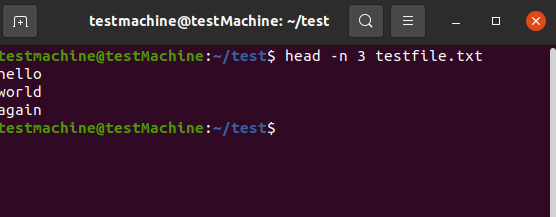 testmachine@testMachine: ~/test
testmachine@testMachine:~/test$ head -n 3 testfile.txt
hello
world
again
testmachine@testMachine:~/test$